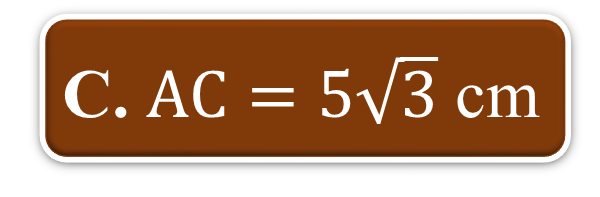 C. AC = 5√3 cm